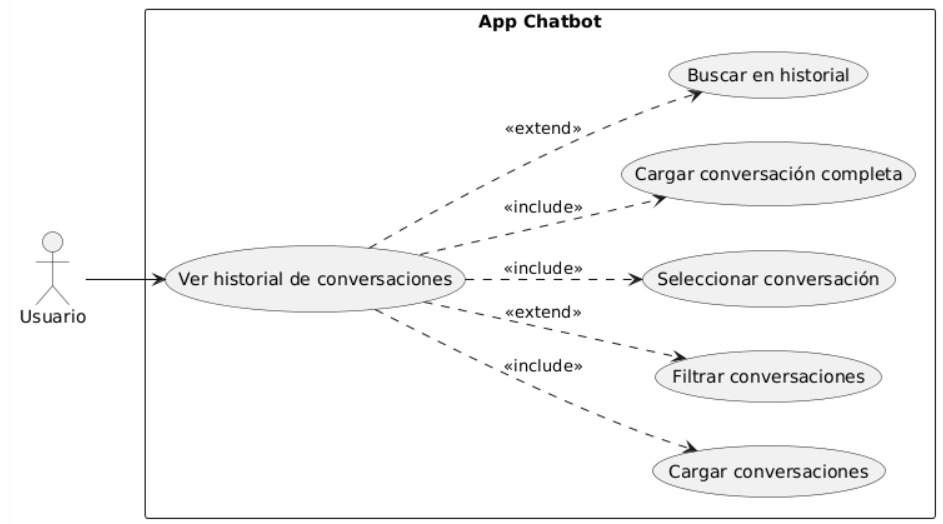 App Chatbot
Buscar en historial
«extend»
Cargar conversación completa
«include»
Ver historial de conversaciones
«include»
Seleccionar conversación
Usuario
«extend»
Filtrar conversaciones
«include»
Cargar conversaciones